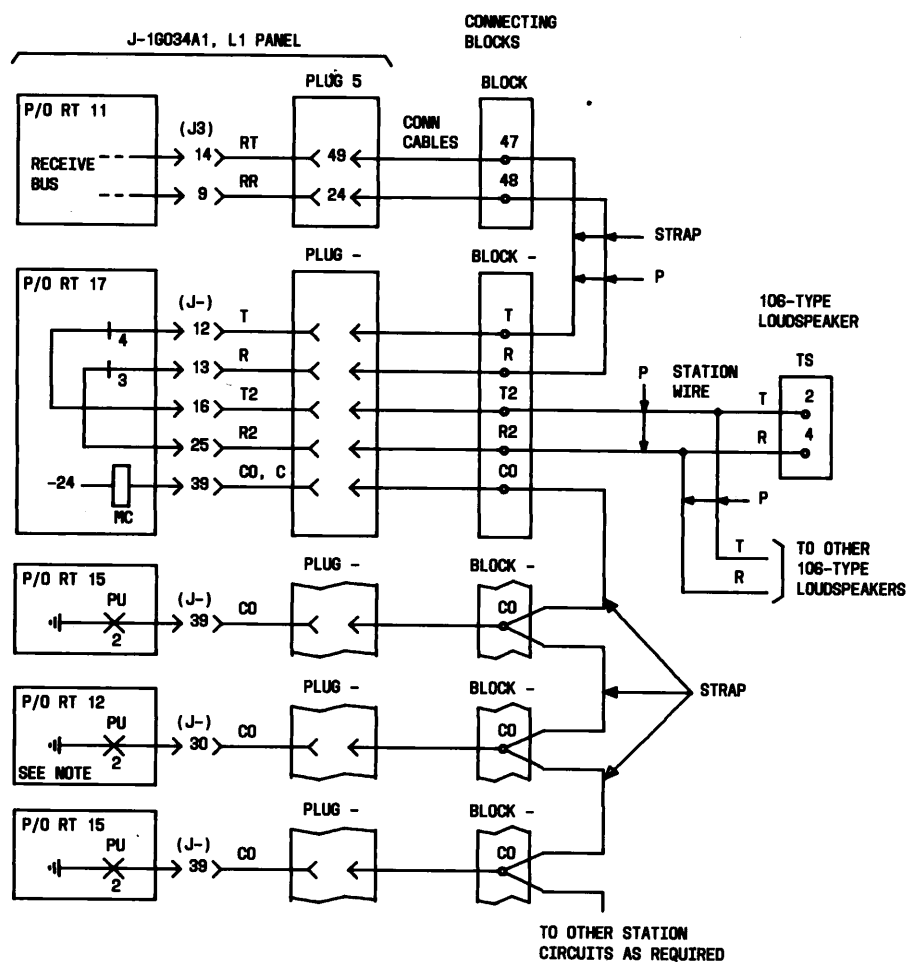 J-1G034A1, L1 PANEL
CONNECTING
BLOCKS
P/O RT 11
RECEIVE
BUS
(J3)
14 RT
9 RR
PLUG 5
49
24
CONN
CABLES
BLOCK
47
48
STRAP
P
P/O RT 17
4
3
-24
MC
(J-)
12 T
13 R
16 T2
25 R2
39 CO, C
PLUG -
BLOCK -
T
R
T2
R2
CO
P
STATION
WIRE
106-TYPE
LOUDSPEAKER
TS
T 2
R 4
P
T
R
TO OTHER
106-TYPE
LOUDSPEAKERS
P/O RT 15
PU
2
(J-)
39 CO
PLUG -
BLOCK -
CO
STRAP
P/O RT 12
PU
2
SEE NOTE
(J-)
30 CO
PLUG -
BLOCK -
CO
P/O RT 15
PU
2
(J-)
39 CO
PLUG -
BLOCK -
CO
TO OTHER STATION
CIRCUITS AS REQUIRED